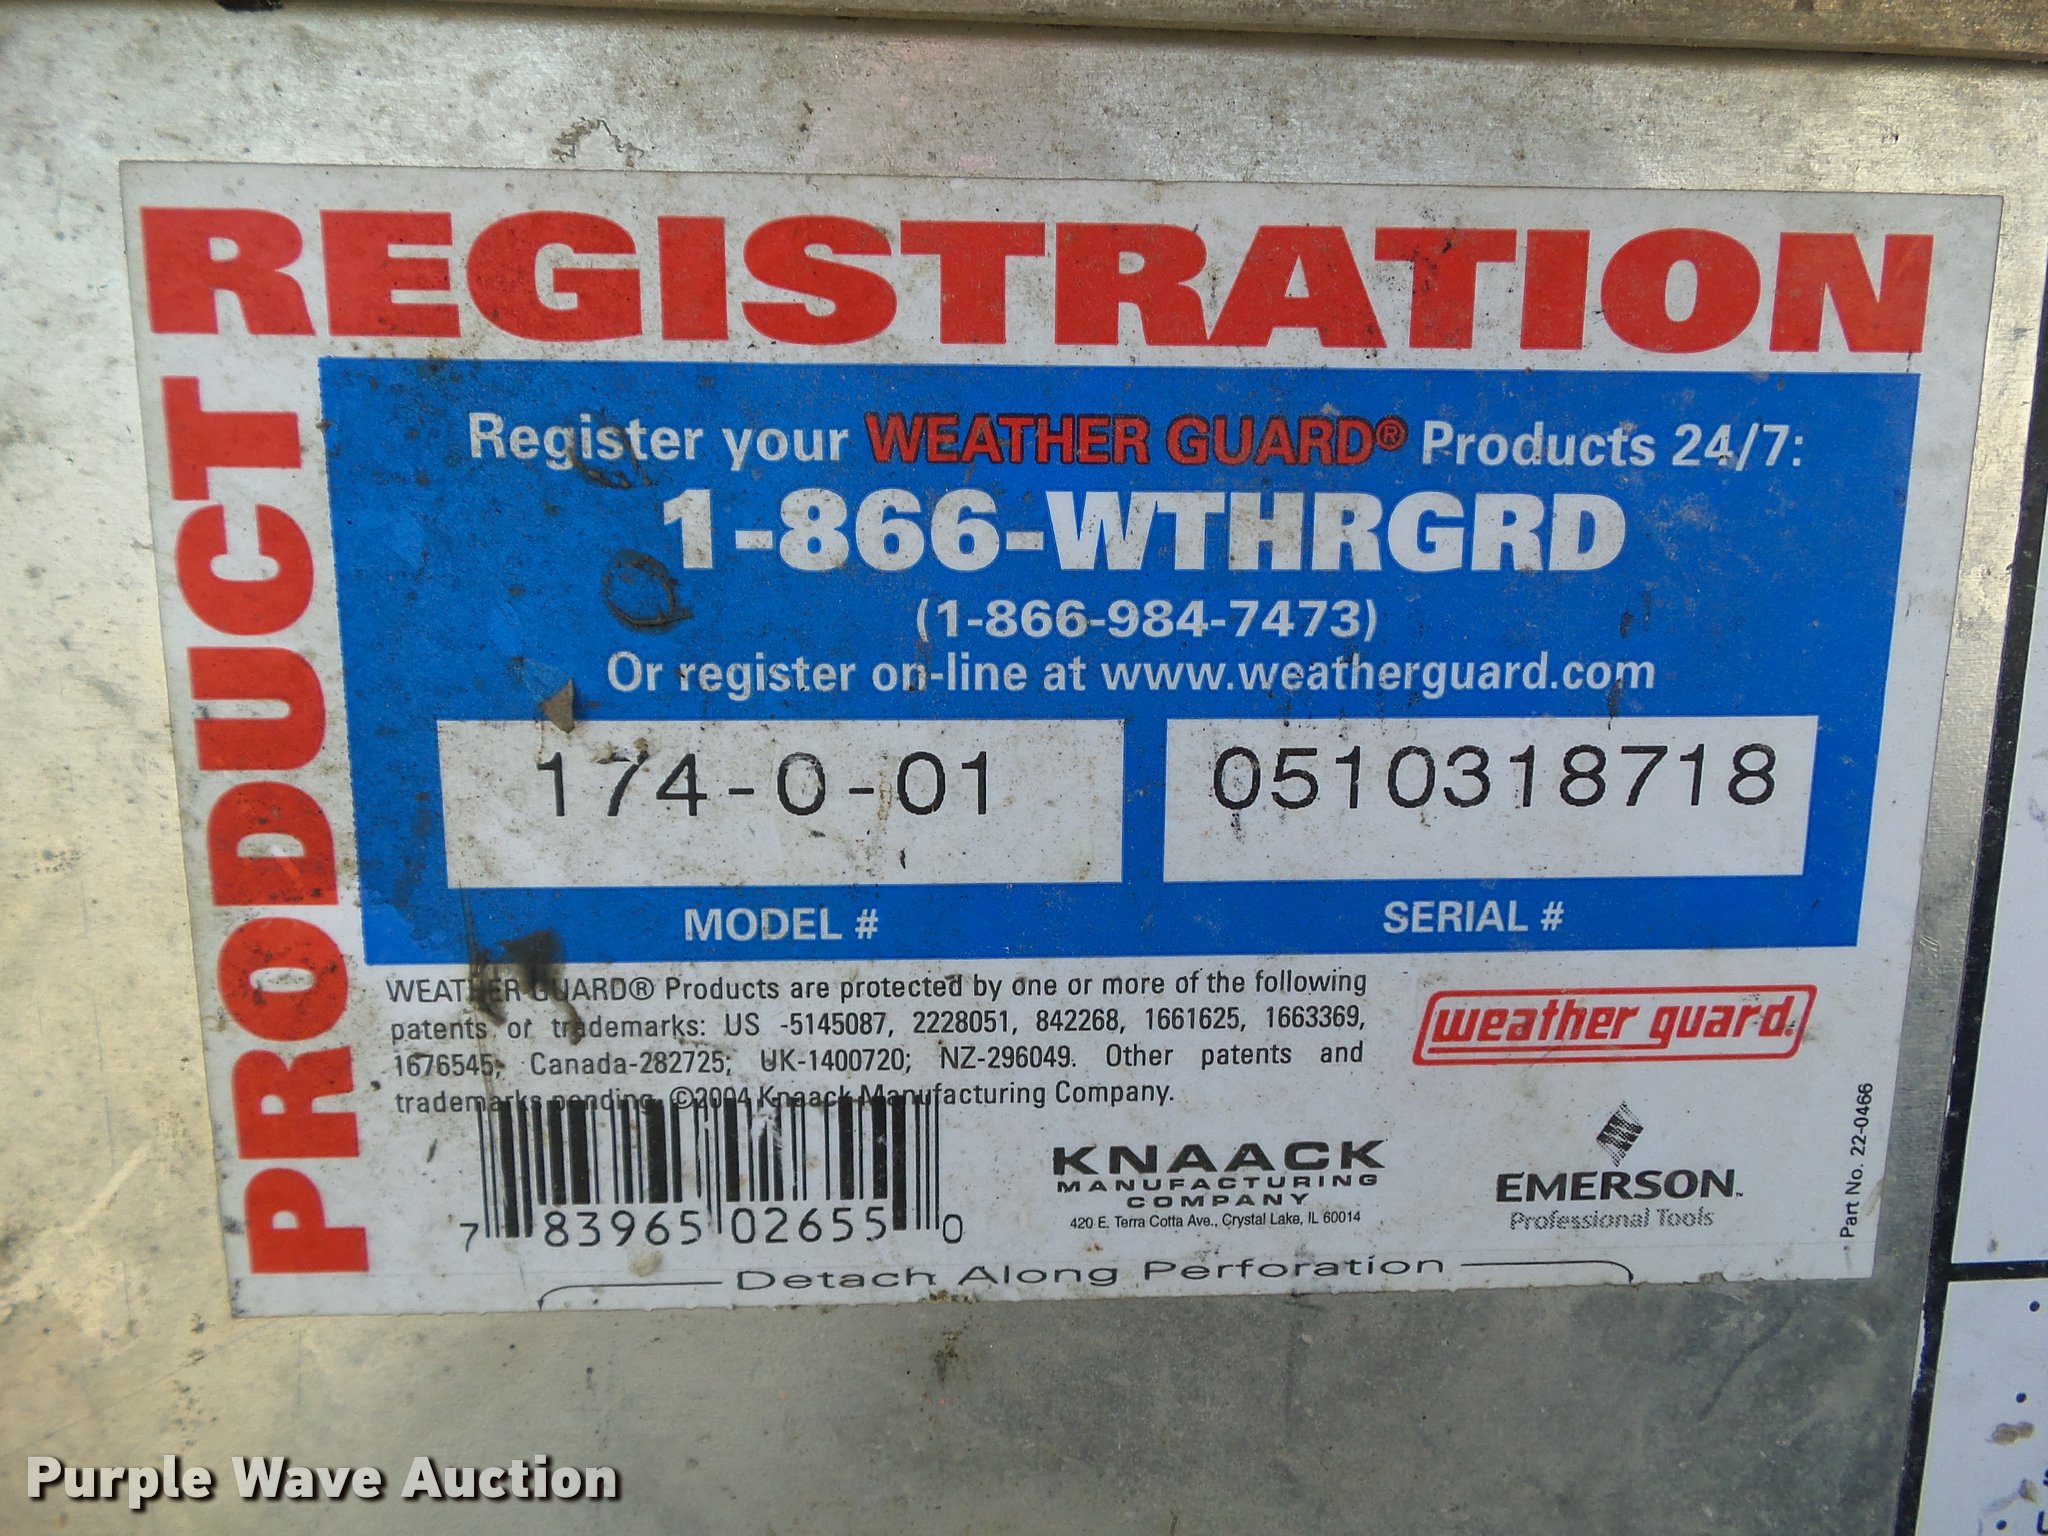 PRODUCT REGISTRATION
Register your WEATHER GUARD® Products 24/7:
1-866-WTHRGRD
(1-866-984-7473)
Or register on-line at www.weatherguard.com
174-0-01
0510318718
MODEL #
SERIAL #
WEATHER GUARD® Products are protected by one or more of the following
patents or trademarks: US -5145087, 2228051, 842268, 1661625, 1663369,
1676545; Canada-282725; UK-1400720; NZ-296049. Other patents and
trademarks pending. ©2004 Knaack Manufacturing Company.
weather guard®
7 83965 02655 0
KNAACK
MANUFACTURING
COMPANY
420 E. Terra Cotta Ave., Crystal Lake, IL 60014
EMERSON™
Professional Tools
Part No. 22-0466
Detach Along Perforation
Purple Wave Auction